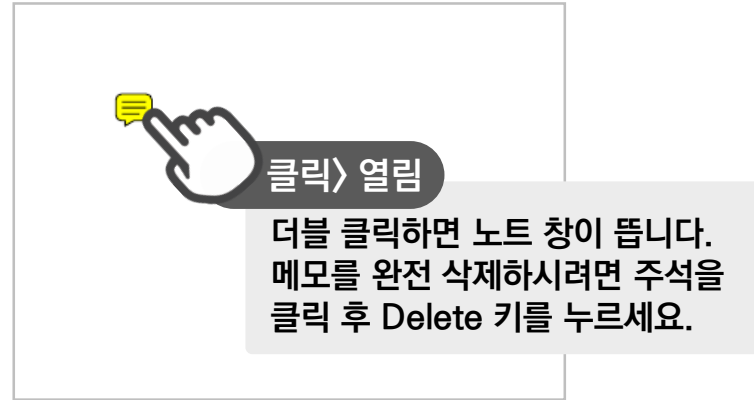 클릭> 열림
더블 클릭하면 노트 창이 뜹니다.
메모를 완전 삭제하시려면 주석을
클릭 후 Delete 키를 누르세요.